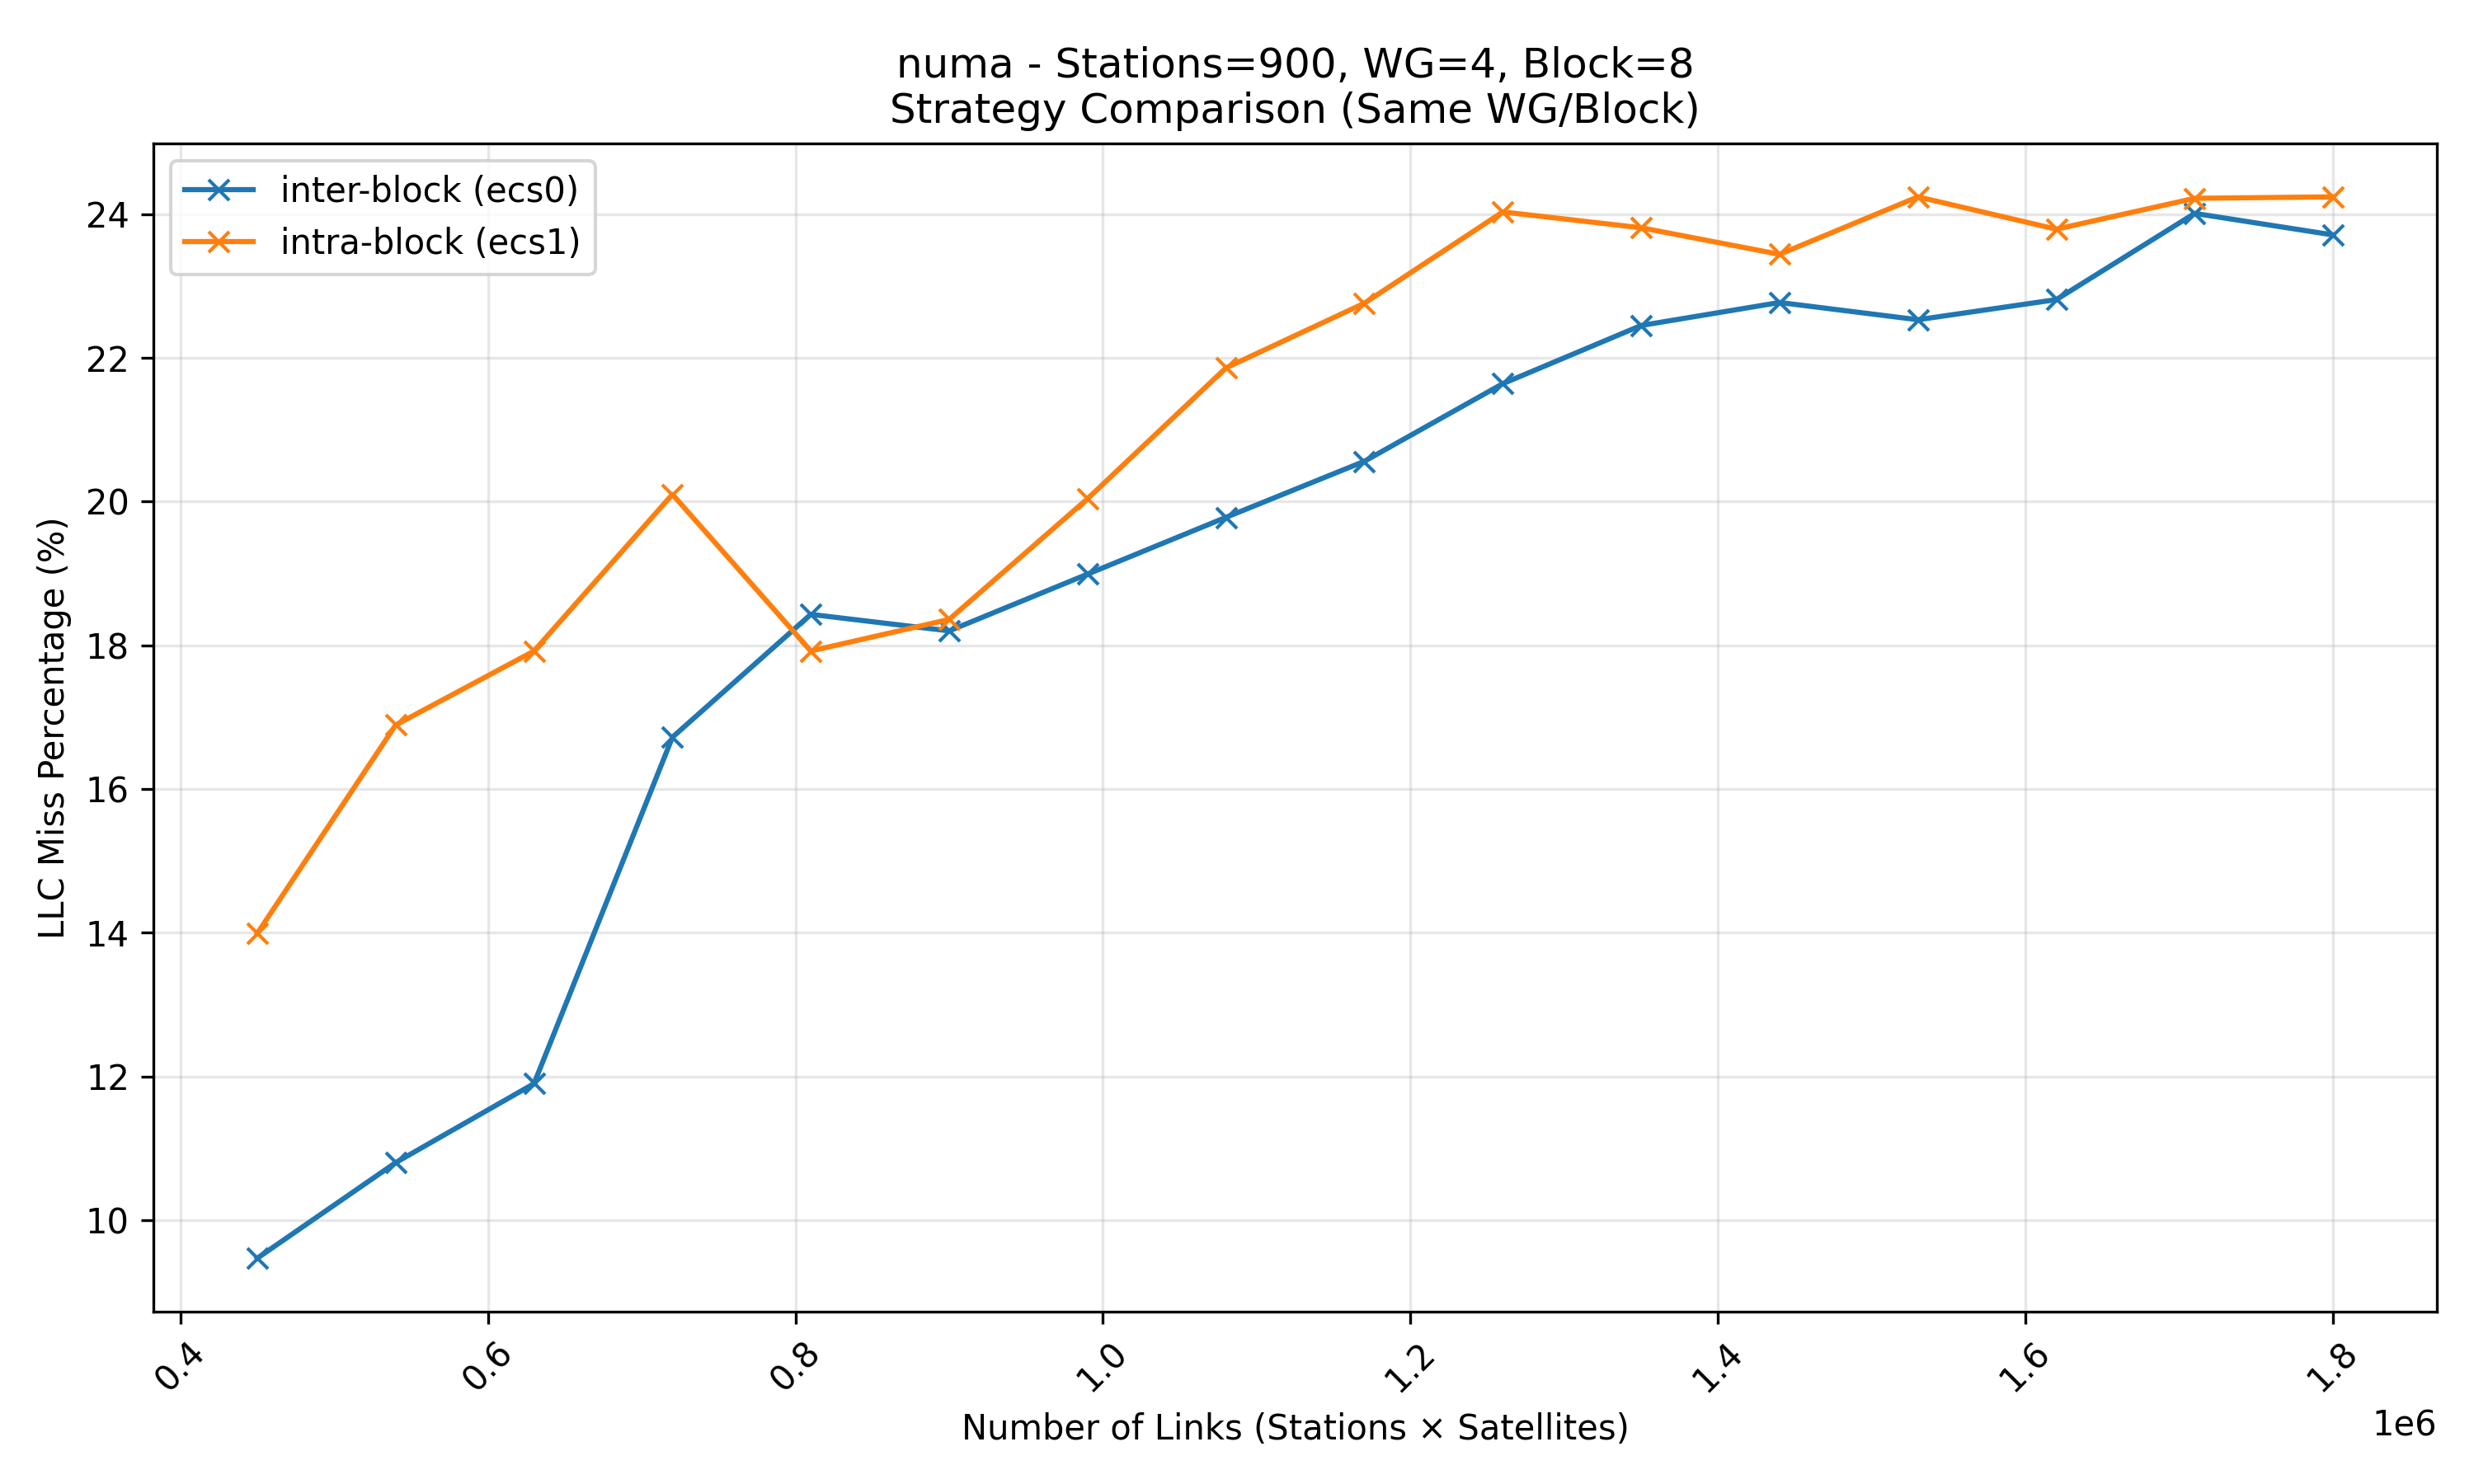 numa - Stations=900, WG=4, Block=8
Strategy Comparison (Same WG/Block)
inter-block (ecs0)
intra-block (ecs1)
LLC Miss Percentage (%)
24
22
20
18
16
14
12
10
0.4
0.6
0.8
1.0
1.2
1.4
1.6
1.8
1e6
Number of Links (Stations × Satellites)